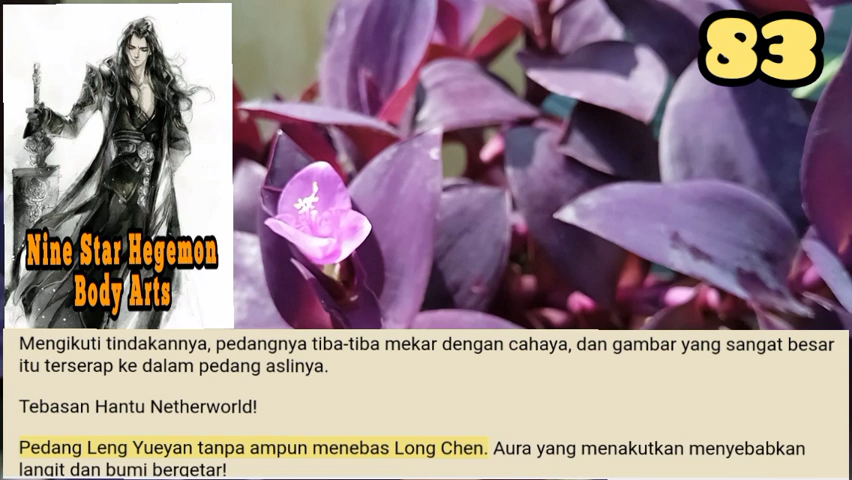 83
Nine Star Hegemon
Body Arts
Mengikuti tindakannya, pedangnya tiba-tiba mekar dengan cahaya, dan gambar yang sangat besar
itu terserap ke dalam pedang aslinya.
Tebasan Hantu Netherworld!
Pedang Leng Yueyan tanpa ampun menebas Long Chen. Aura yang menakutkan menyebabkan
langit dan bumi bergetar!